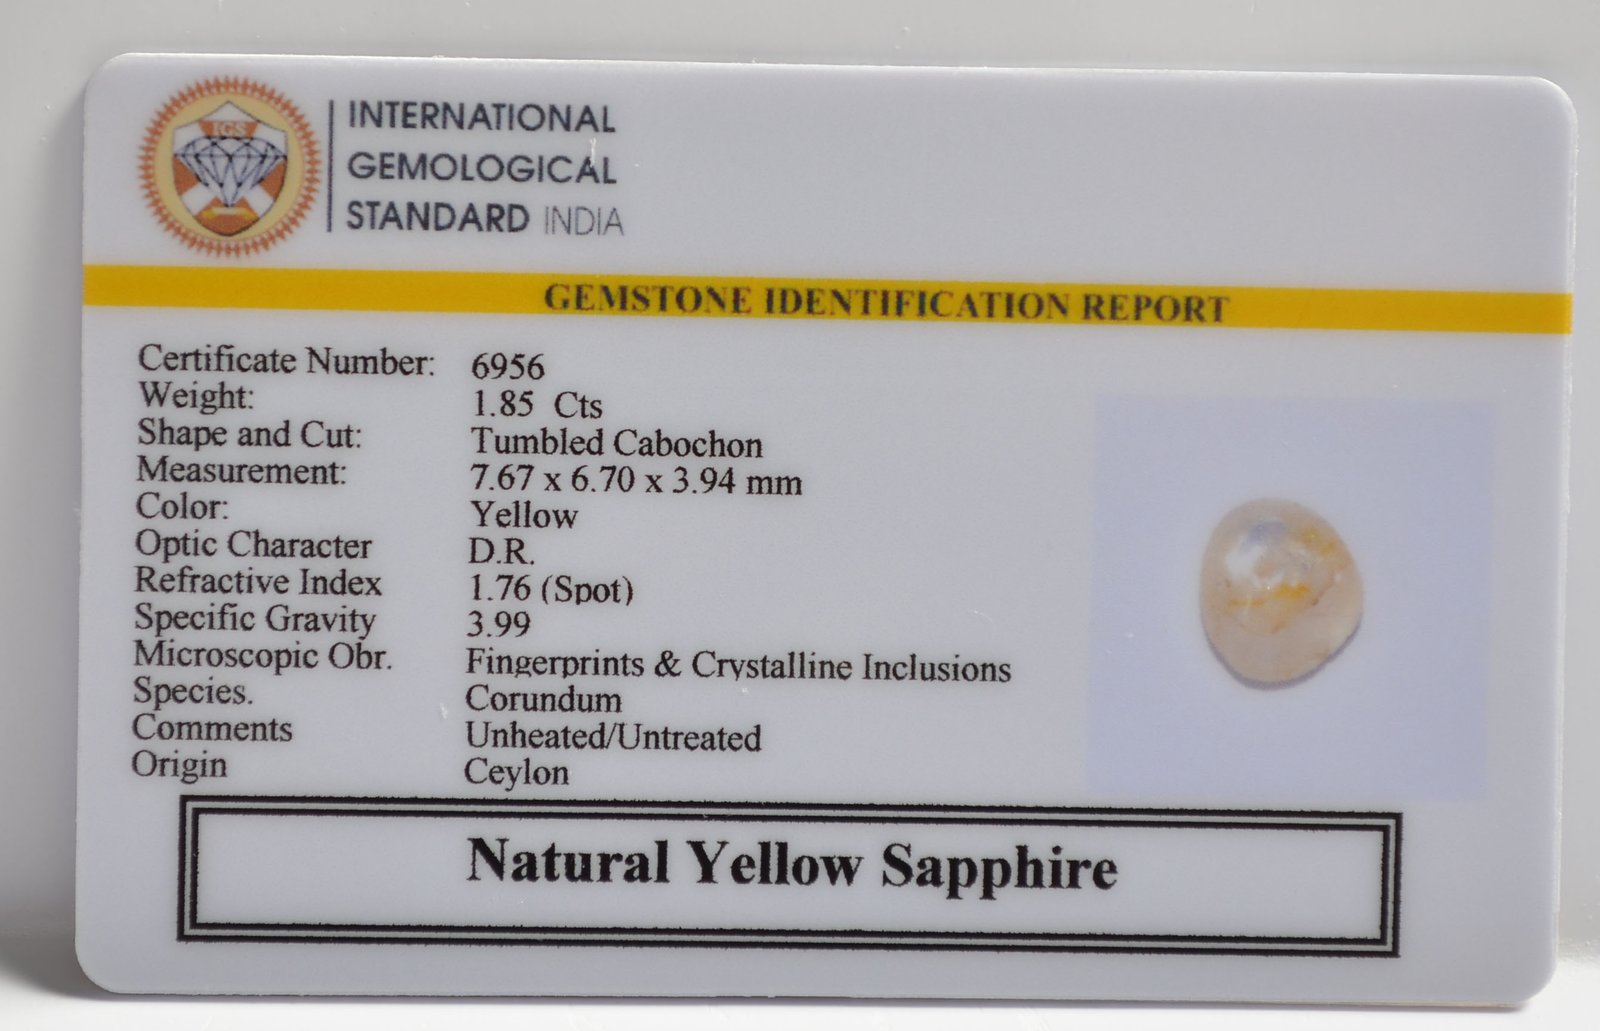 IGS
INTERNATIONAL
GEMOLOGICAL
STANDARD INDIA
GEMSTONE IDENTIFICATION REPORT
Certificate Number: 6956
Weight: 1.85 Cts
Shape and Cut: Tumbled Cabochon
Measurement: 7.67 x 6.70 x 3.94 mm
Color: Yellow
Optic Character D.R.
Refractive Index 1.76 (Spot)
Specific Gravity 3.99
Microscopic Obr. Fingerprints & Crystalline Inclusions
Species. Corundum
Comments Unheated/Untreated
Origin Ceylon
Natural Yellow Sapphire